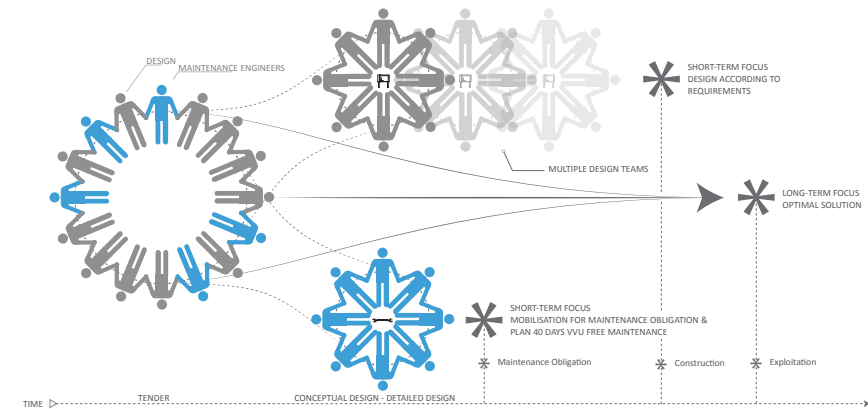 DESIGN
MAINTENANCE ENGINEERS
SHORT-TERM FOCUS
DESIGN ACCORDING TO
REQUIREMENTS
MULTIPLE DESIGN TEAMS
LONG-TERM FOCUS
OPTIMAL SOLUTION
SHORT-TERM FOCUS
MOBILISATION FOR MAINTENANCE OBLIGATION &
PLAN 40 DAYS VVU FREE MAINTENANCE
Maintenance Obligation
Construction
Exploitation
TIME
TENDER
CONCEPTUAL DESIGN - DETAILED DESIGN